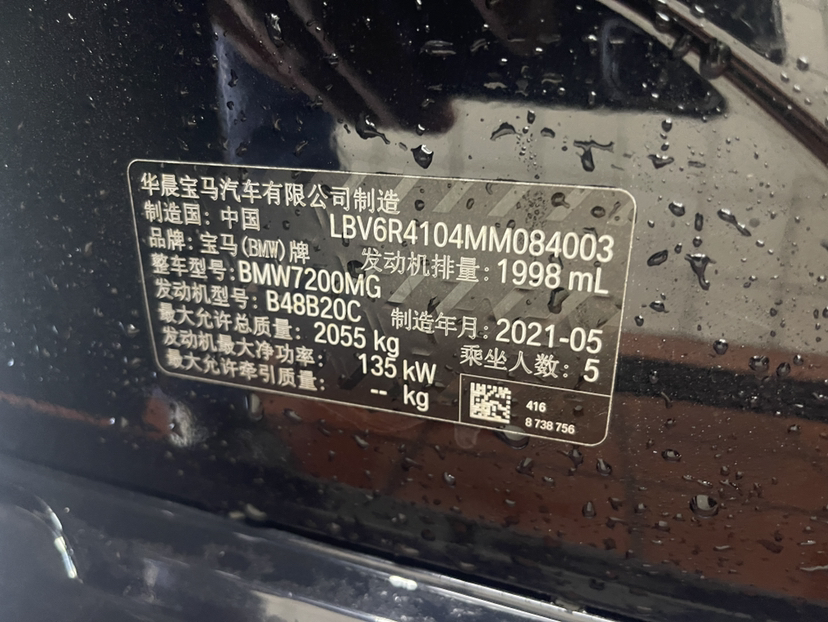 华晨宝马汽车有限公司制造
制造国: 中国 LBV6R4104MM084003
品牌: 宝马(BMW)牌 发动机排量: 1998 mL
整车型号: BMW7200MG
发动机型号: B48B20C 制造年月: 2021-05
最大允许总质量: 2055 kg 乘坐人数: 5
发动机最大净功率: 135 kW
最大允许牵引质量: -- kg
416
8 738 756